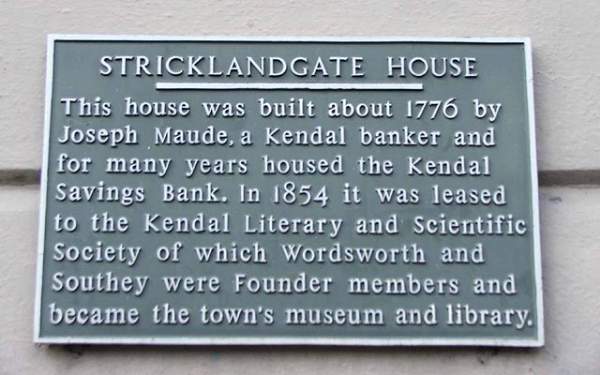 STRICKLANDGATE HOUSE
This house was built about 1776 by
Joseph Maude, a Kendal banker and
for many years housed the Kendal
Savings Bank. In 1854 it was leased
to the Kendal Literary and Scientific
Society of which Wordsworth and
Southey were Founder members and
became the town's museum and library.